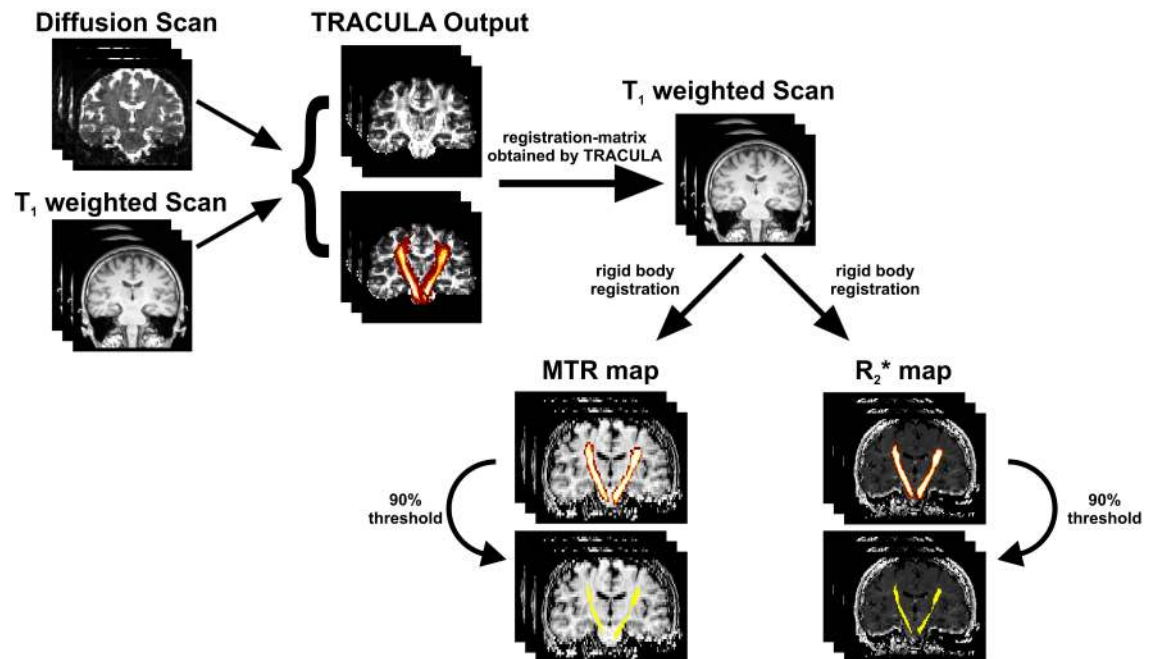 Diffusion Scan
TRACULA Output
T₁ weighted Scan
registration-matrix
obtained by TRACULA
T₁ weighted Scan
rigid body
registration
rigid body
registration
MTR map
R₂* map
90%
threshold
90%
threshold